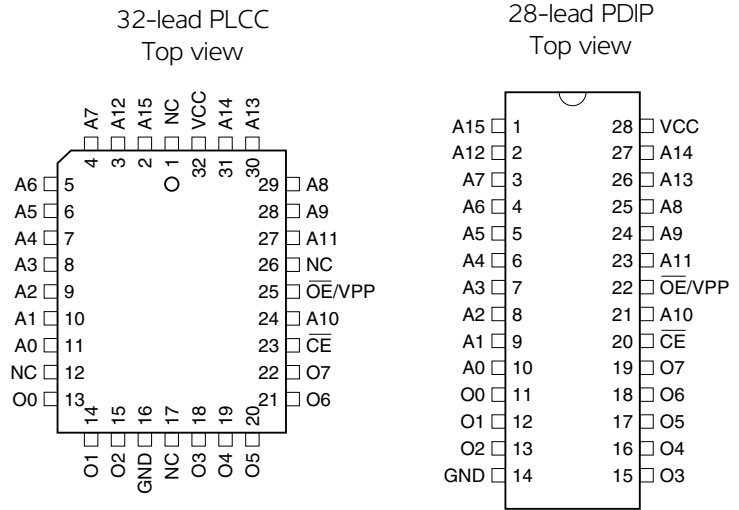 32-lead PLCC
Top view
A7 A12 A15 NC VCC A14 A13
4 3 2 1 32 31 30
A6 5 29 A8
A5 6 28 A9
A4 7 27 A11
A3 8 26 NC
A2 9 25 OE/VPP
A1 10 24 A10
A0 11 23 CE
NC 12 22 O7
O0 13 21 O6
14 15 16 17 18 19 20
O1 O2 GND NC O3 O4 O5
28-lead PDIP
Top view
A15 1 28 VCC
A12 2 27 A14
A7 3 26 A13
A6 4 25 A8
A5 5 24 A9
A4 6 23 A11
A3 7 22 OE/VPP
A2 8 21 A10
A1 9 20 CE
A0 10 19 O7
O0 11 18 O6
O1 12 17 O5
O2 13 16 O4
GND 14 15 O3